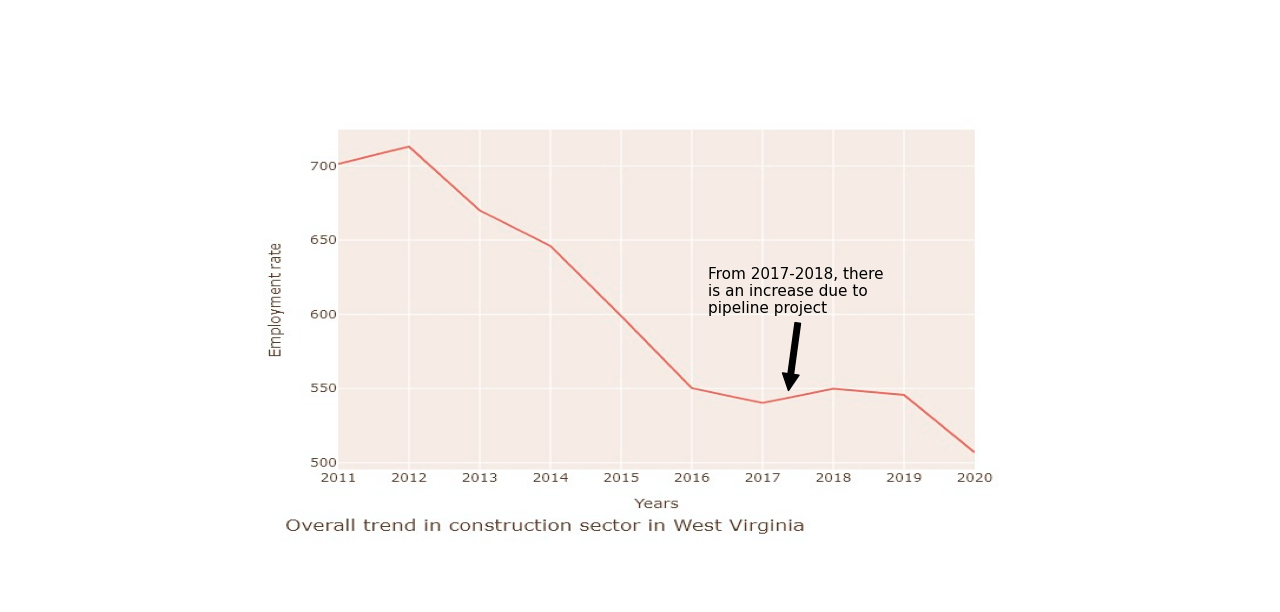 700
650
600
550
500
Employment rate
From 2017-2018, there
is an increase due to
pipeline project
2011 2012 2013 2014 2015 2016 2017 2018 2019 2020
Years
Overall trend in construction sector in West Virginia